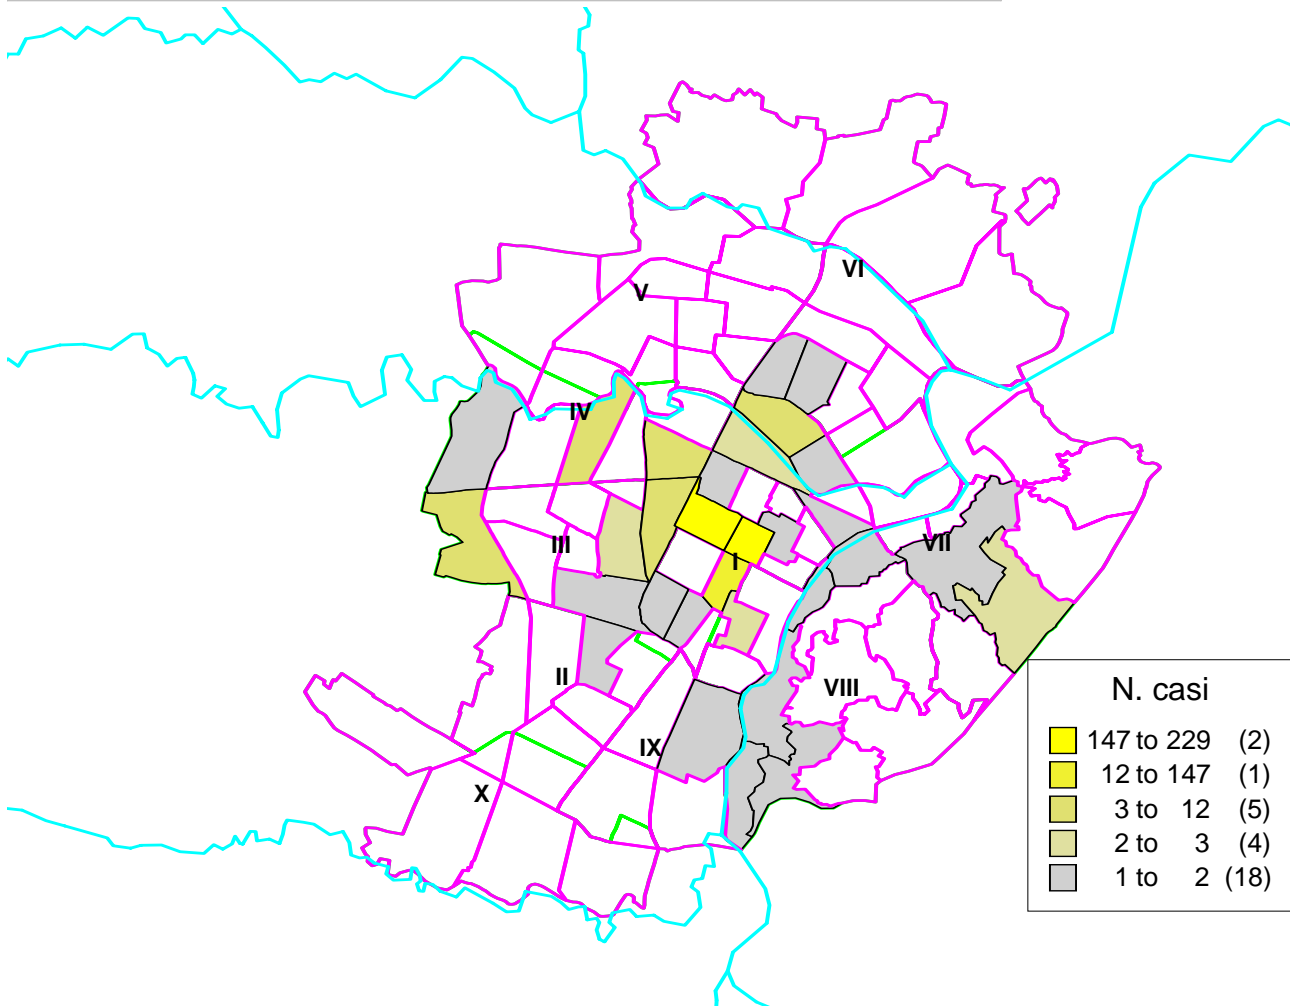 VI
V
IV
III
VII
I
II
VIII
IX
X
N. casi
147 to 229 (2)
12 to 147 (1)
3 to 12 (5)
2 to 3 (4)
1 to 2 (18)